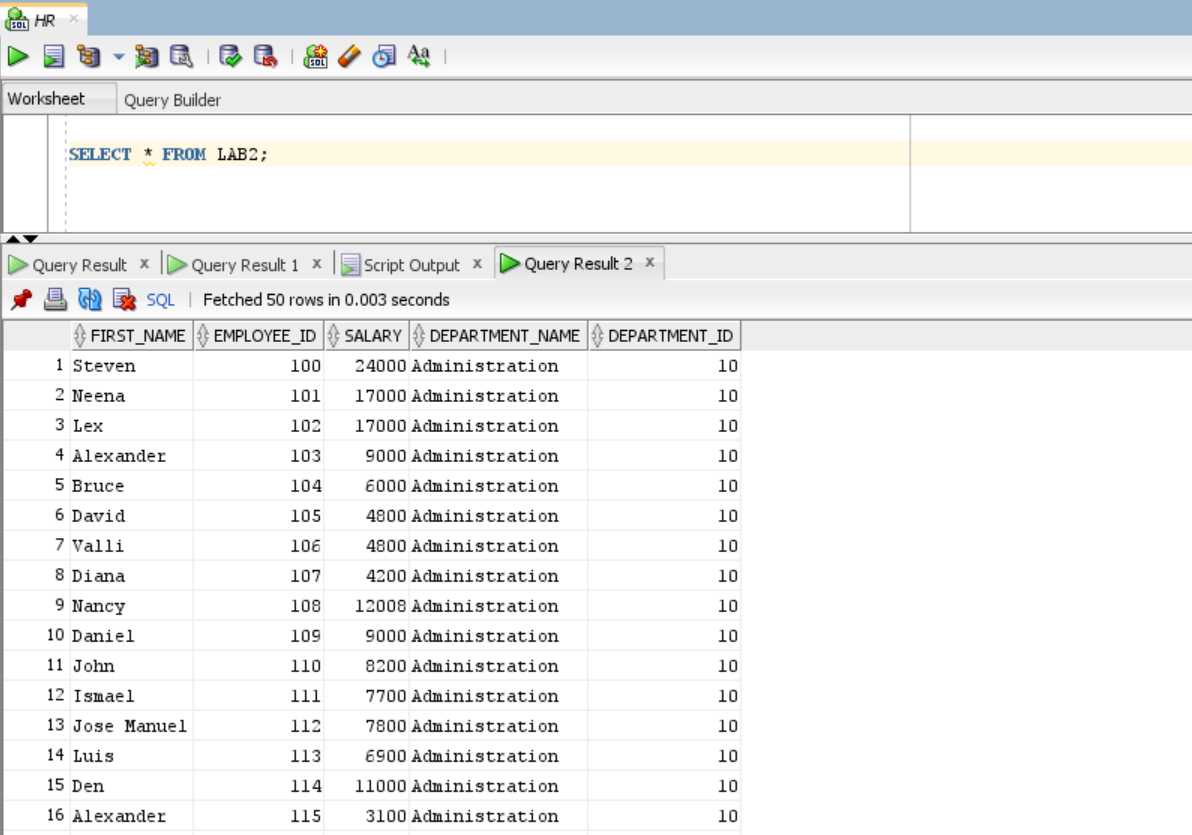 HR
Worksheet Query Builder
SELECT * FROM LAB2;
Query Result x Query Result 1 x Script Output x Query Result 2 x
SQL Fetched 50 rows in 0.003 seconds
FIRST_NAME EMPLOYEE_ID SALARY DEPARTMENT_NAME DEPARTMENT_ID
1 Steven 100 24000 Administration 10
2 Neena 101 17000 Administration 10
3 Lex 102 17000 Administration 10
4 Alexander 103 9000 Administration 10
5 Bruce 104 6000 Administration 10
6 David 105 4800 Administration 10
7 Valli 106 4800 Administration 10
8 Diana 107 4200 Administration 10
9 Nancy 108 12008 Administration 10
10 Daniel 109 9000 Administration 10
11 John 110 8200 Administration 10
12 Ismael 111 7700 Administration 10
13 Jose Manuel 112 7800 Administration 10
14 Luis 113 6900 Administration 10
15 Den 114 11000 Administration 10
16 Alexander 115 3100 Administration 10